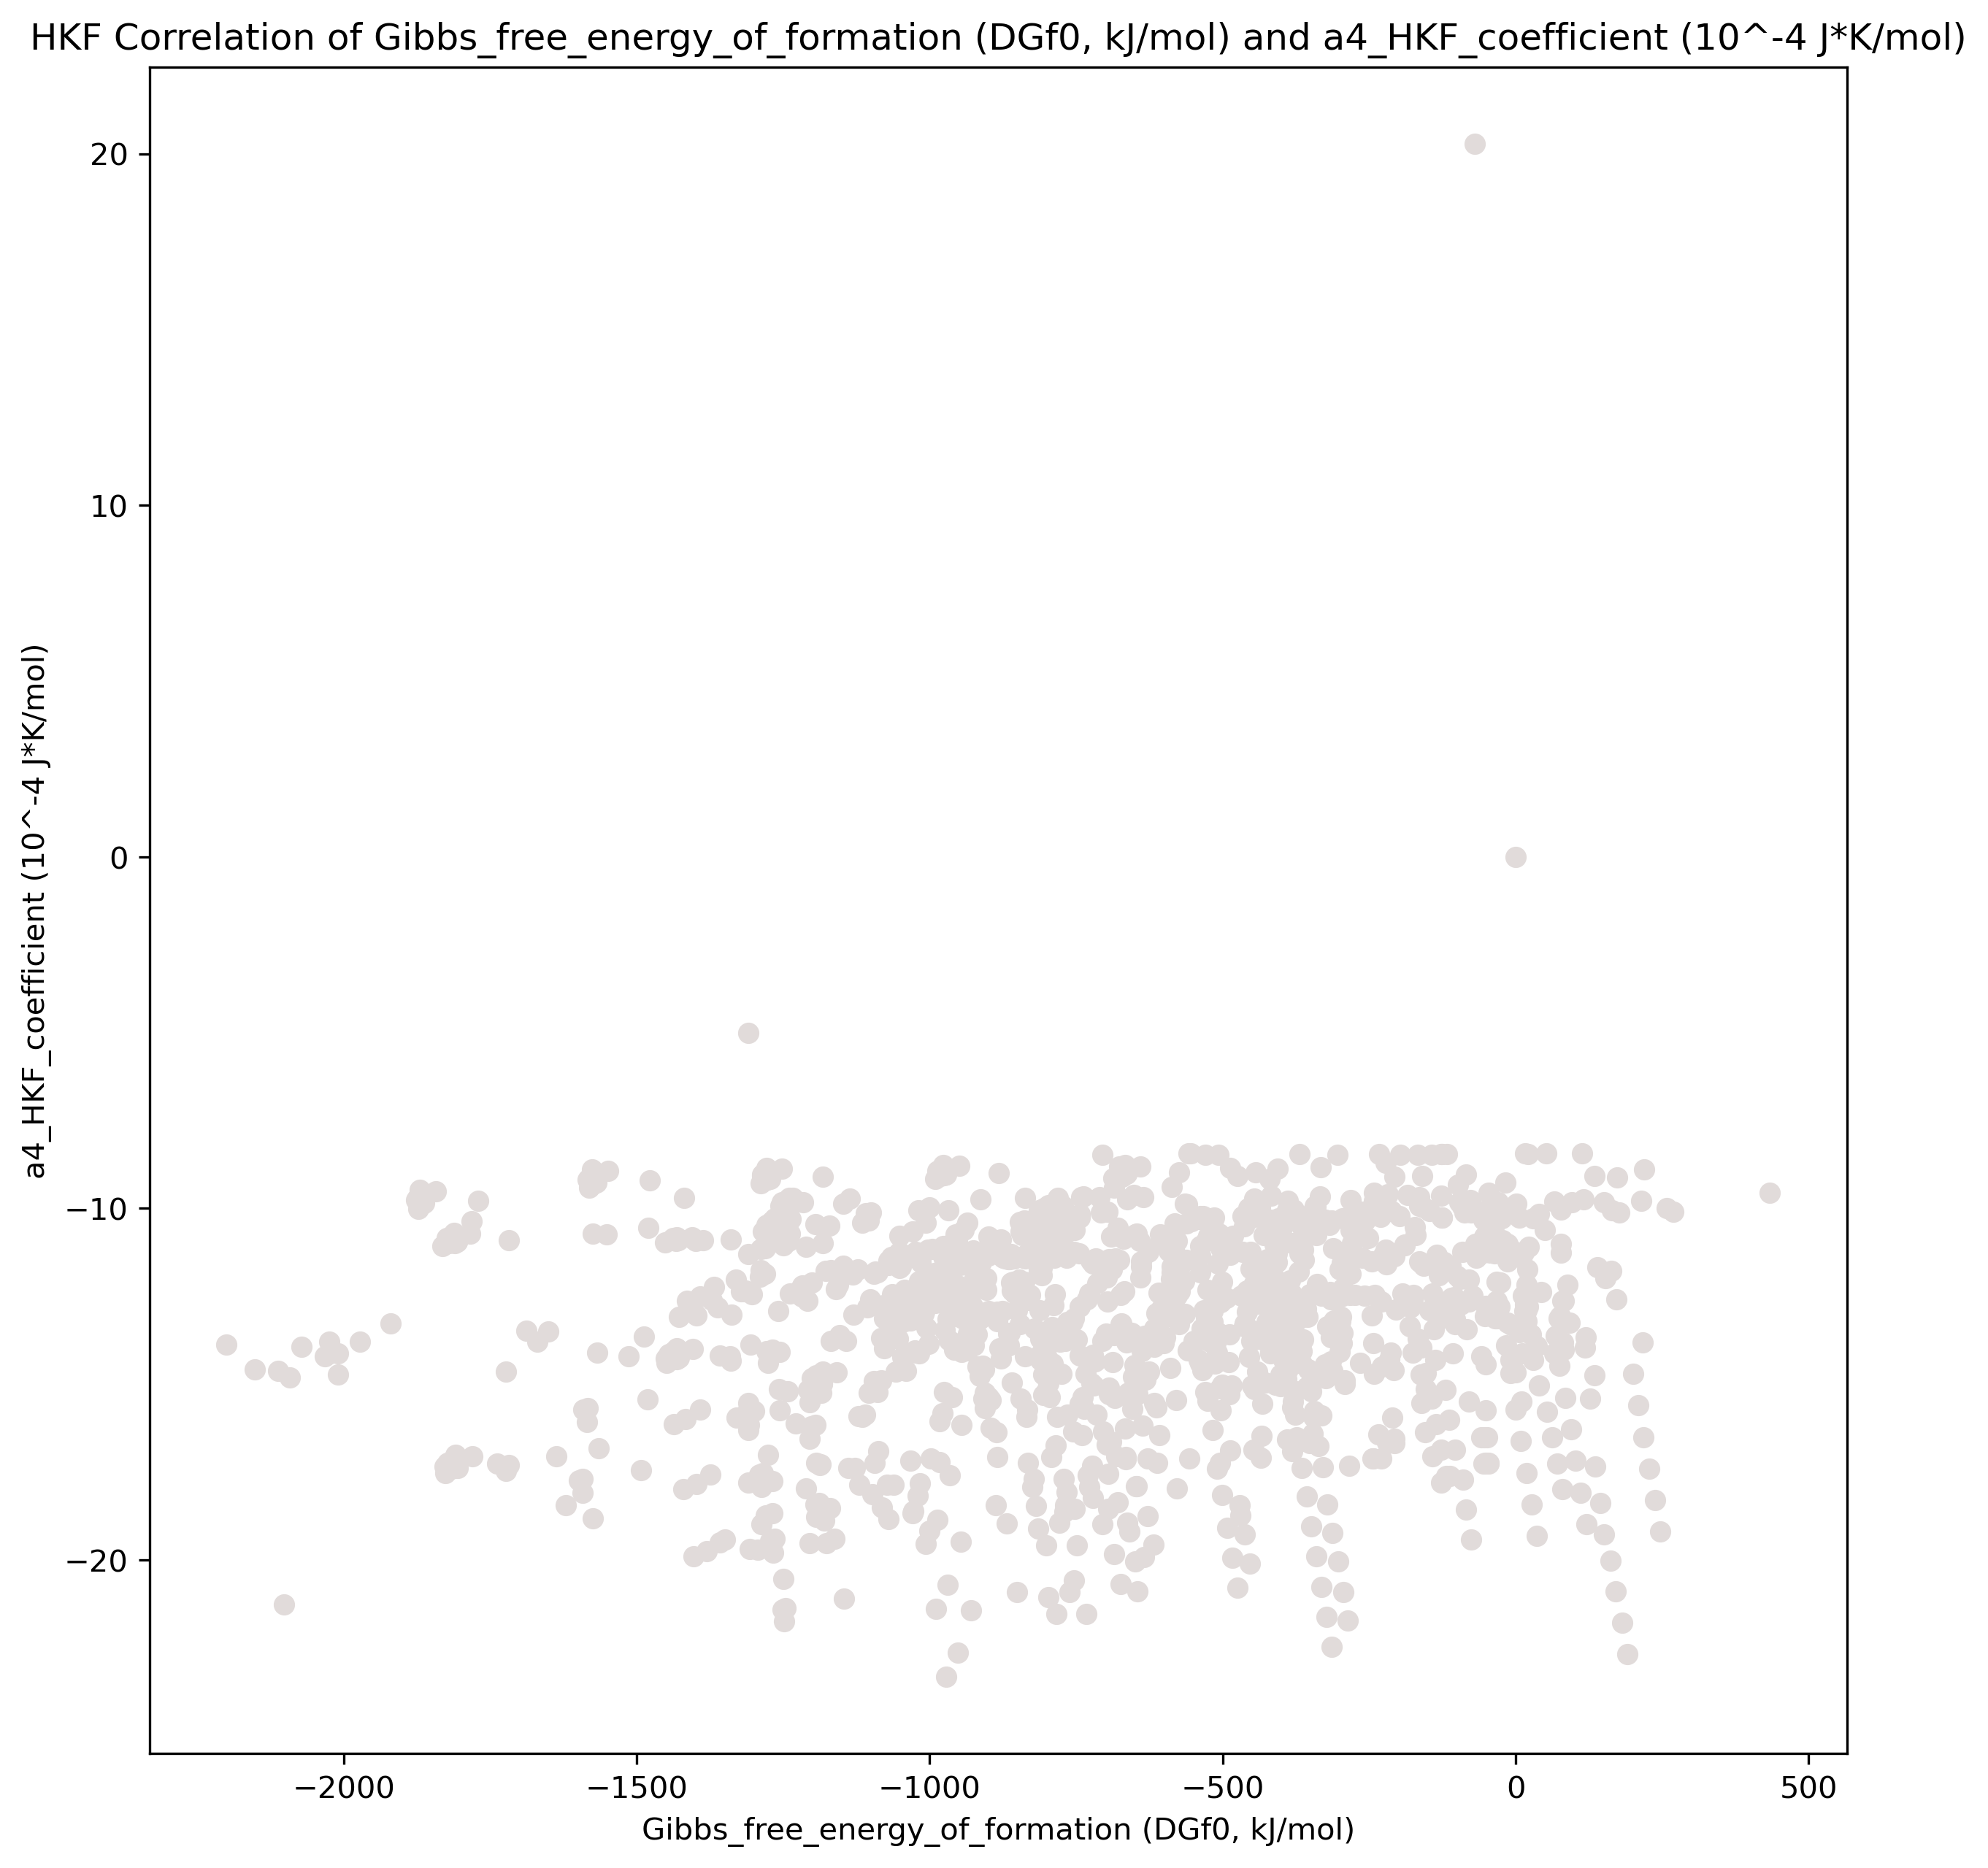 HKF Correlation of Gibbs_free_energy_of_formation (DGf0, kJ/mol) and a4_HKF_coefficient (10^-4 J*K/mol)
20
10
0
−10
−20
a4_HKF_coefficient (10^-4 J*K/mol)
−2000 −1500 −1000 −500 0 500
Gibbs_free_energy_of_formation (DGf0, kJ/mol)